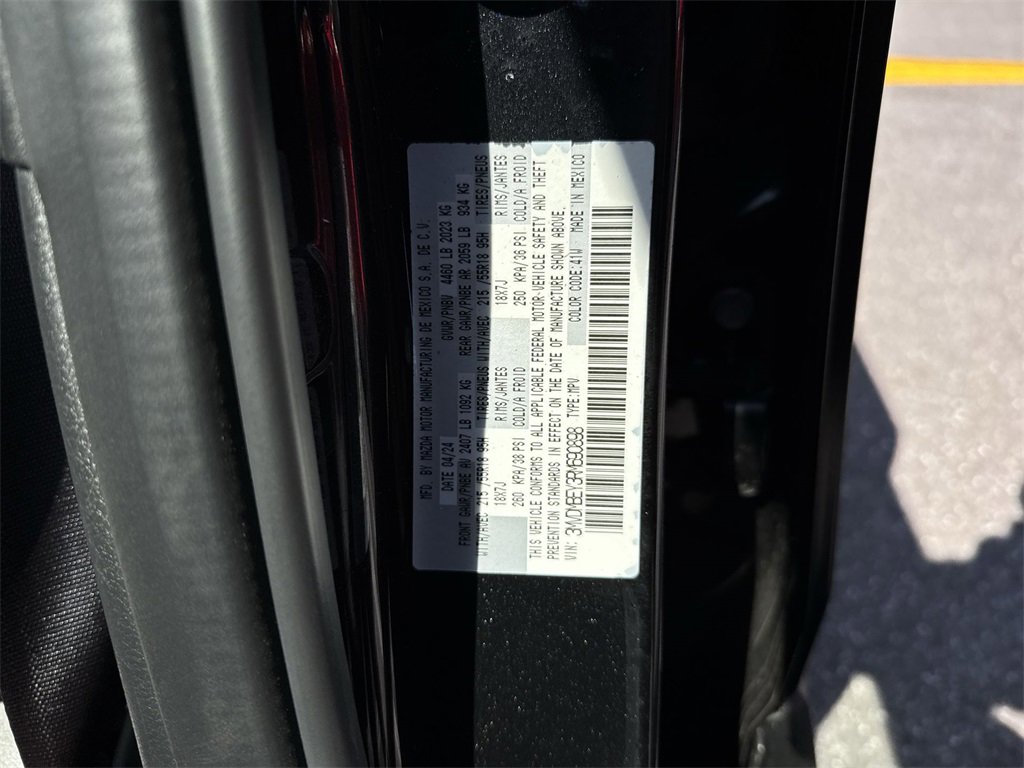 MFD. BY MAZDA MOTOR MANUFACTURING DE MEXICO S.A. DE C.V.
DATE 04/24 GVWR/PNBV 4460 LB 2023 KG
FRONT GAWR/PNBE AV 2407 LB 1092 KG REAR GAWR/PNBE AR 2059 LB 934 KG
WITH/AVEC 215 /55R18 95H TIRES/PNEUS WITH/AVEC 215 /55R18 95H TIRES/PNEUS
18X7J RIMS/JANTES 18X7J RIMS/JANTES
260 KPA/38 PSI COLD/A FROID 250 KPA/36 PSI COLD/A FROID
THIS VEHICLE CONFORMS TO ALL APPLICABLE FEDERAL MOTOR-VEHICLE SAFETY AND THEFT
PREVENTION STANDARDS IN EFFECT ON THE DATE OF MANUFACTURE SHOWN ABOVE.
VIN: 3MVDMBEY3RM690898 TYPE:MPV COLOR CODE:41W MADE IN MEXICO